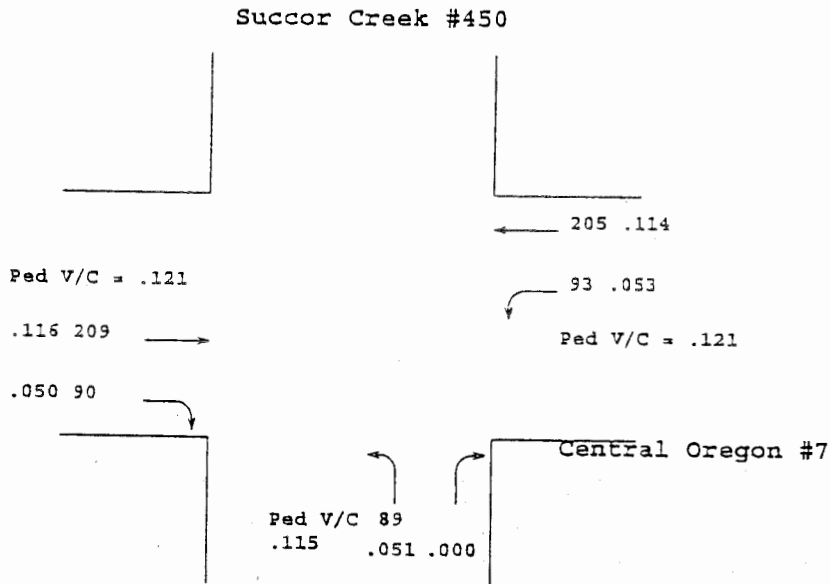 Succor Creek #450
205 .114
Ped V/C = .121
93 .053
.116 209
Ped V/C = .121
.050 90
Central Oregon #7
Ped V/C 89
.115 .051 .000